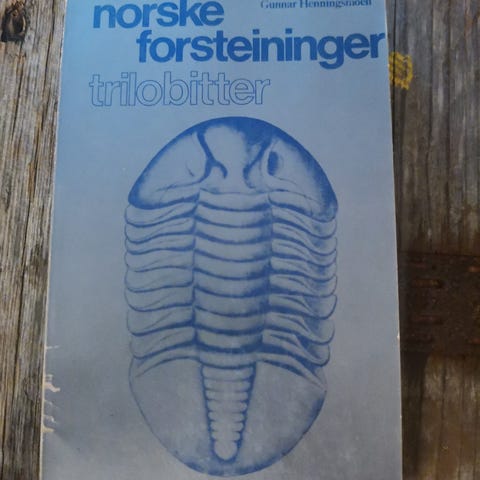 Gunnar Henningsmoen
norske
forsteininger
trilobitter